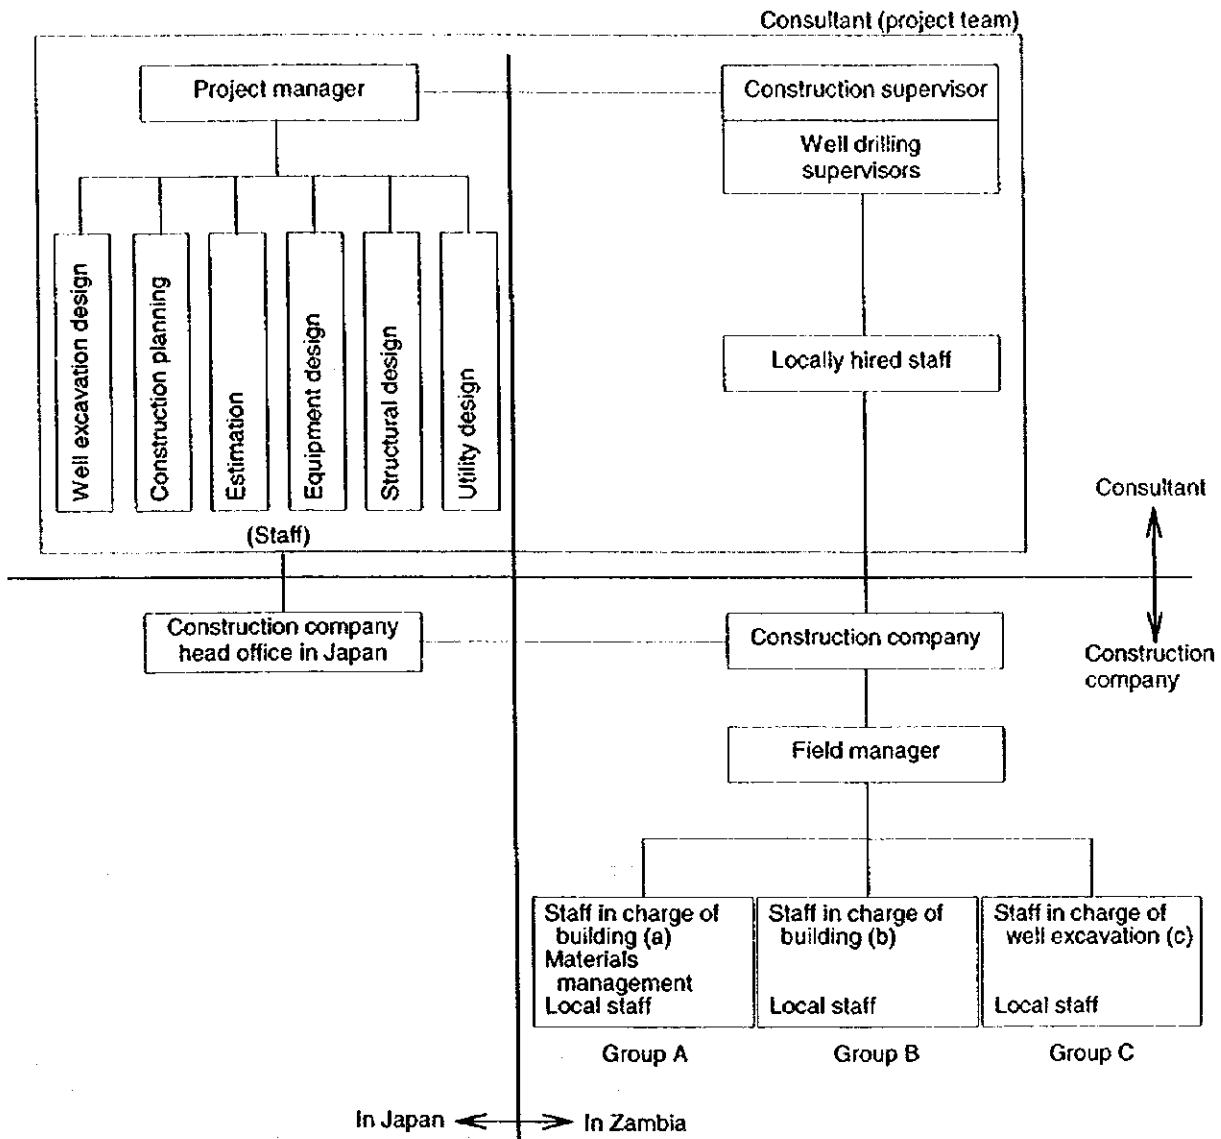 Consultant (project team)
Project manager
Construction supervisor
Well drilling
supervisors
Well excavation design
Construction planning
Estimation
Equipment design
Structural design
Utility design
(Staff)
Locally hired staff
Consultant
Construction
company
Construction company
head office in Japan
Construction company
Field manager
Staff in charge of
building (a)
Materials
management
Local staff
Staff in charge of
building (b)
Local staff
Staff in charge of
well excavation (c)
Local staff
Group A
Group B
Group C
In Japan
In Zambia